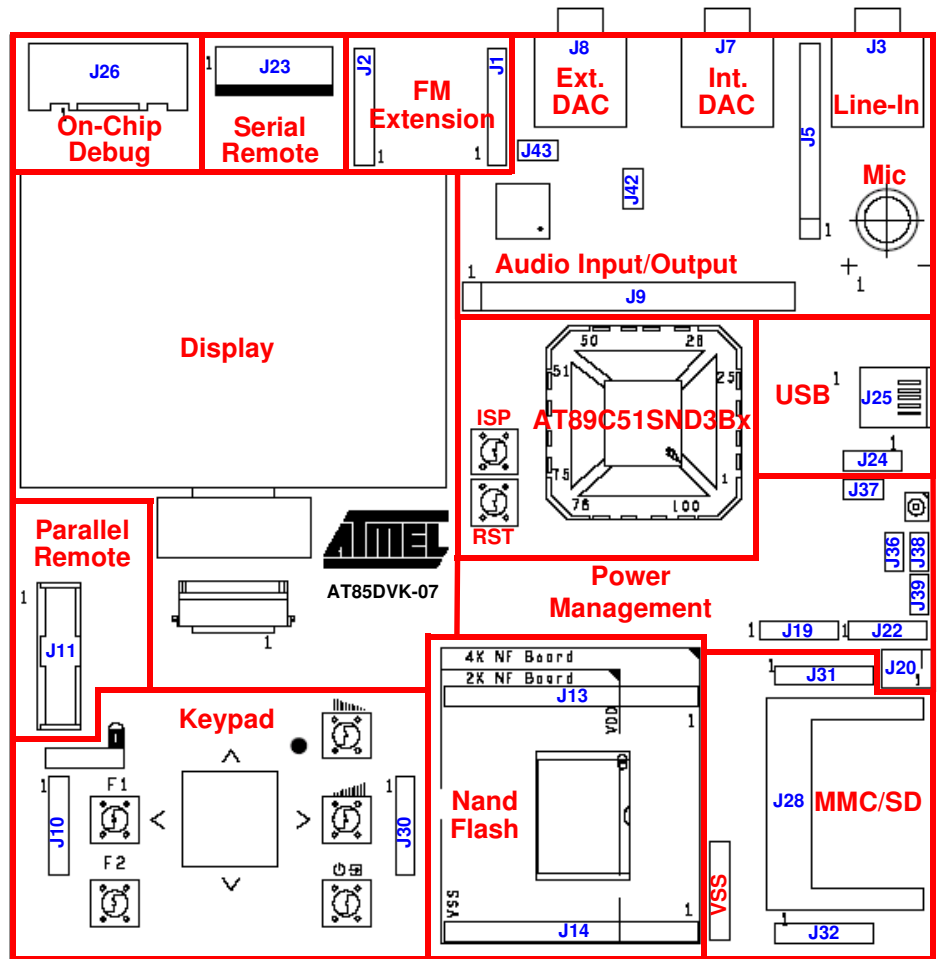 J26
J23
J2
J1
J8
J7
J3
1
On-Chip
Debug
1
Serial
Remote
FM
Extension
1
1
Ext.
DAC
Int.
DAC
Line-In
J43
J42
J5
1
Mic
1
Audio Input/Output
1
J9
Display
50
28
51
25
AT89C51SND3Bx
75
1
76
100
ISP
RST
USB
1
J25
1
J24
J37
J36
J38
J39
Parallel
Remote
1
J11
ATMEL
AT85DVK-07
1
Power
Management
1
J19
1
J22
J20
1
4K NF Board
2K NF Board
J13
VDD
1
Nand
Flash
VSS
1
J14
1
J31
J28
MMC/SD
VSS
1
J32
Keypad
1
J10
F1
F2
1
J30